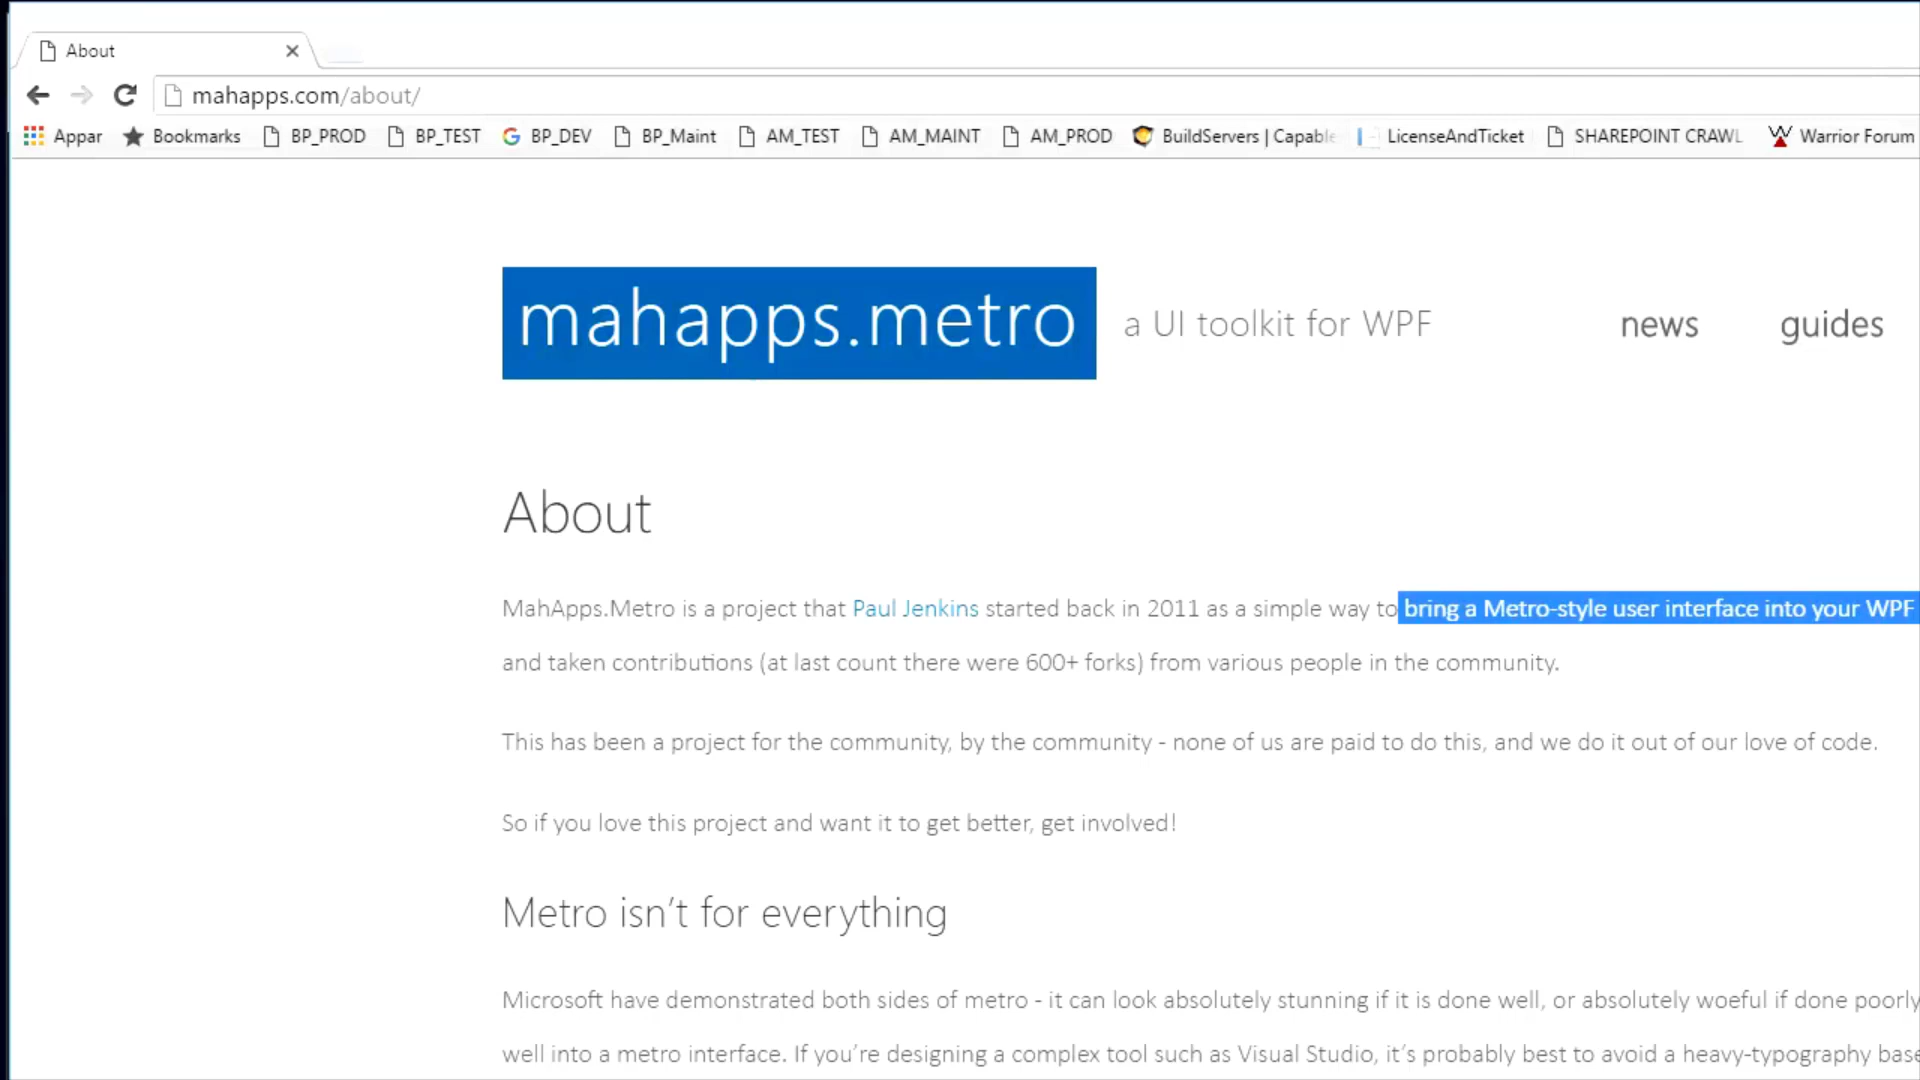 About
mahapps.com/about/
Appar Bookmarks BP_PROD BP_TEST BP_DEV BP_Maint AM_TEST AM_MAINT AM_PROD BuildServers | Capable LicenseAndTicket SHAREPOINT CRAWL Warrior Forum
mahapps.metro a UI toolkit for WPF news guides
About
MahApps.Metro is a project that Paul Jenkins started back in 2011 as a simple way to bring a Metro-style user interface into your WPF
and taken contributions (at last count there were 600+ forks) from various people in the community.
This has been a project for the community, by the community - none of us are paid to do this, and we do it out of our love of code.
So if you love this project and want it to get better, get involved!
Metro isn’t for everything
Microsoft have demonstrated both sides of metro - it can look absolutely stunning if it is done well, or absolutely woeful if done poorly
well into a metro interface. If you’re designing a complex tool such as Visual Studio, it’s probably best to avoid a heavy-typography base